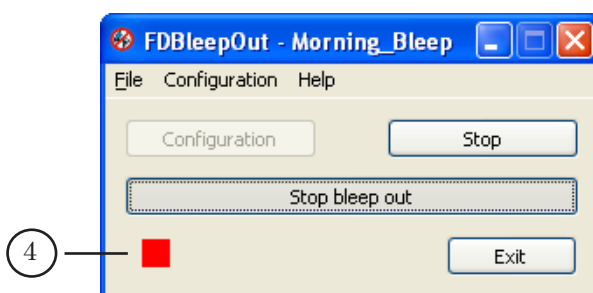 FDBleepOut - Morning_Bleep
File Configuration Help
Configuration Stop
Stop bleep out
4 Exit